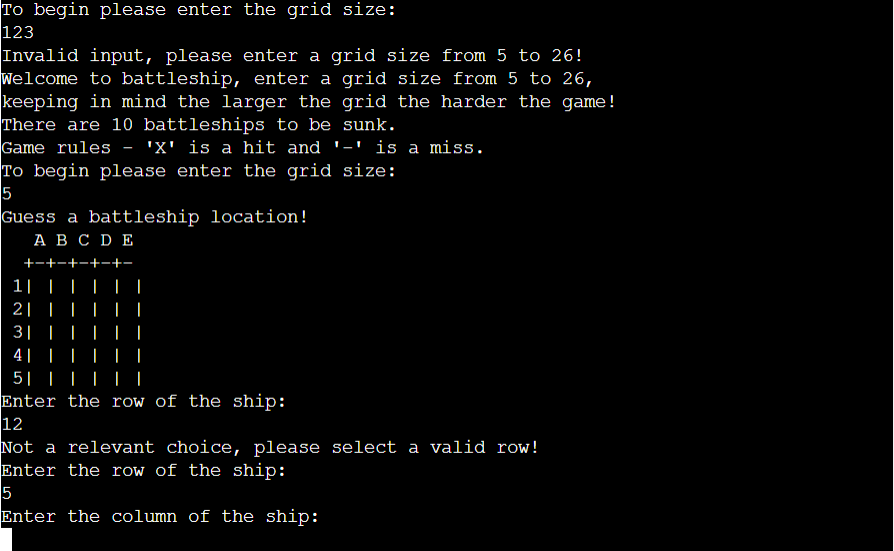 To begin please enter the grid size:
123
Invalid input, please enter a grid size from 5 to 26!
Welcome to battleship, enter a grid size from 5 to 26,
keeping in mind the larger the grid the harder the game!
There are 10 battleships to be sunk.
Game rules - 'X' is a hit and '-' is a miss.
To begin please enter the grid size:
5
Guess a battleship location!
   A B C D E
  +-+-+-+-+-
 1| | | | | |
 2| | | | | |
 3| | | | | |
 4| | | | | |
 5| | | | | |
Enter the row of the ship:
12
Not a relevant choice, please select a valid row!
Enter the row of the ship:
5
Enter the column of the ship: